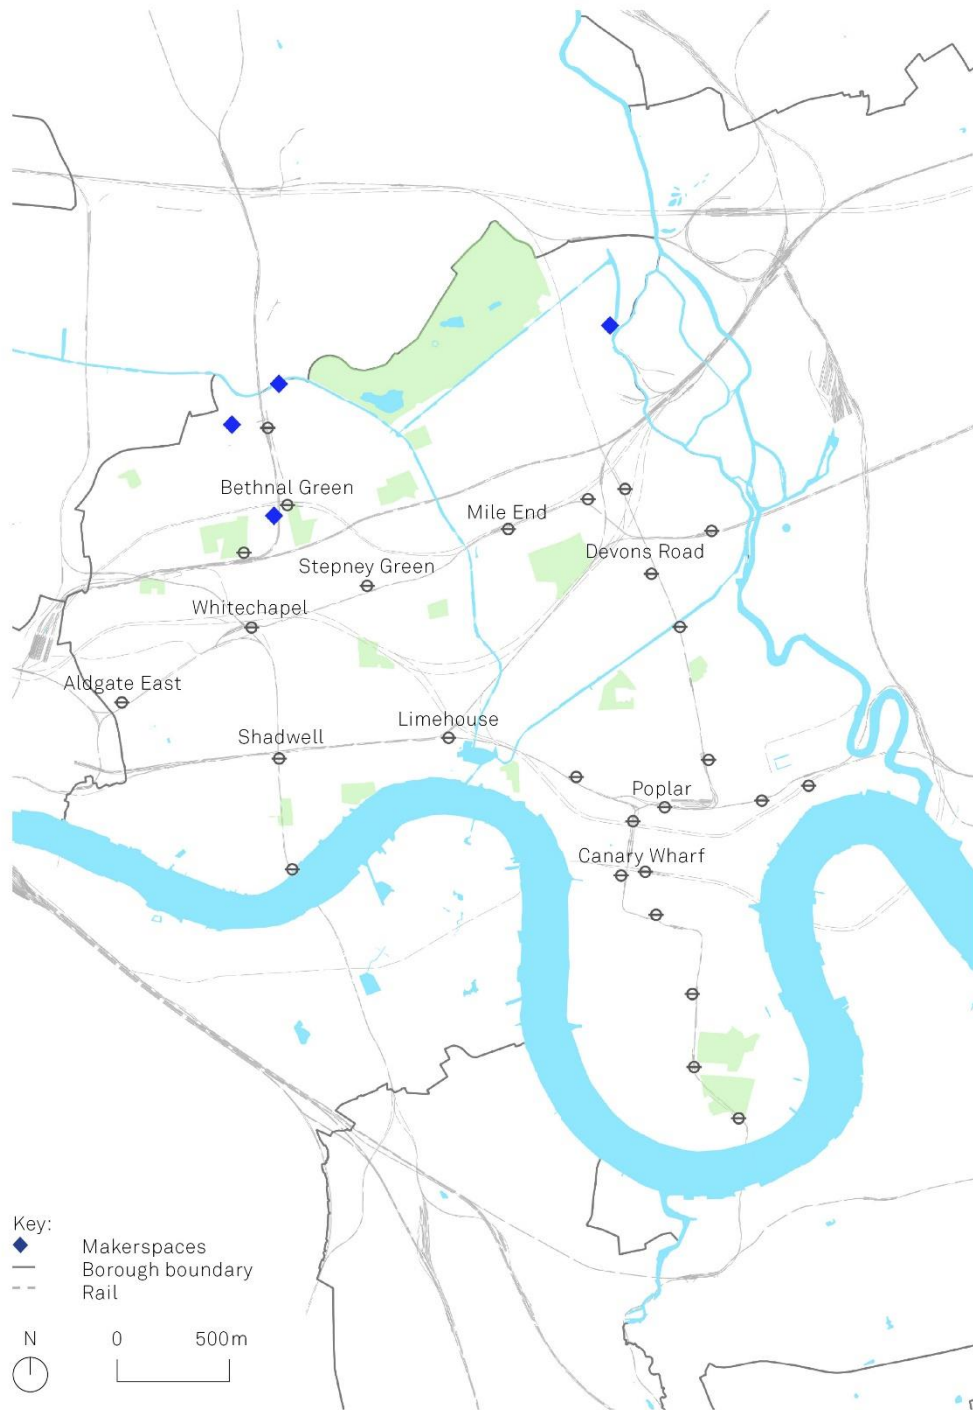 Bethnal Green
Mile End
Devons Road
Stepney Green
Whitechapel
Aldgate East
Limehouse
Shadwell
Poplar
Canary Wharf
Key:
Makerspaces
Borough boundary
Rail
N
0 500m